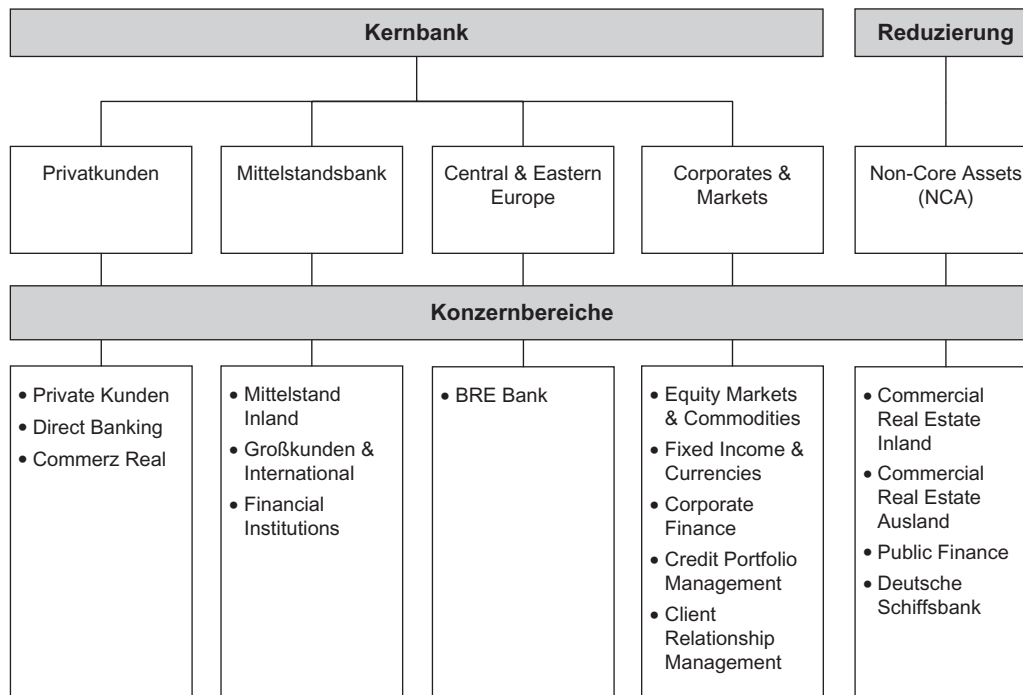 Kernbank
Reduzierung
Privatkunden
Mittelstandsbank
Central & Eastern
Europe
Corporates &
Markets
Non-Core Assets
(NCA)
Konzernbereiche
• Private Kunden
• Direct Banking
• Commerz Real
• Mittelstand
Inland
• Großkunden &
International
• Financial
Institutions
• BRE Bank
• Equity Markets
& Commodities
• Fixed Income &
Currencies
• Corporate
Finance
• Credit Portfolio
Management
• Client
Relationship
Management
• Commercial
Real Estate
Inland
• Commercial
Real Estate
Ausland
• Public Finance
• Deutsche
Schiffsbank